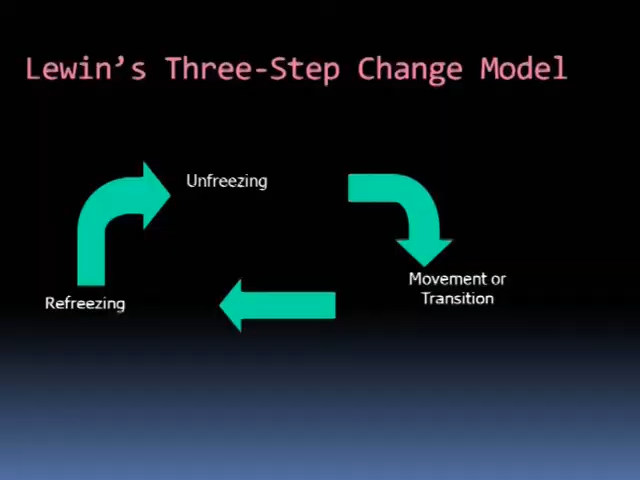 Lewin’s Three-Step Change Model
Unfreezing
Movement or
Transition
Refreezing